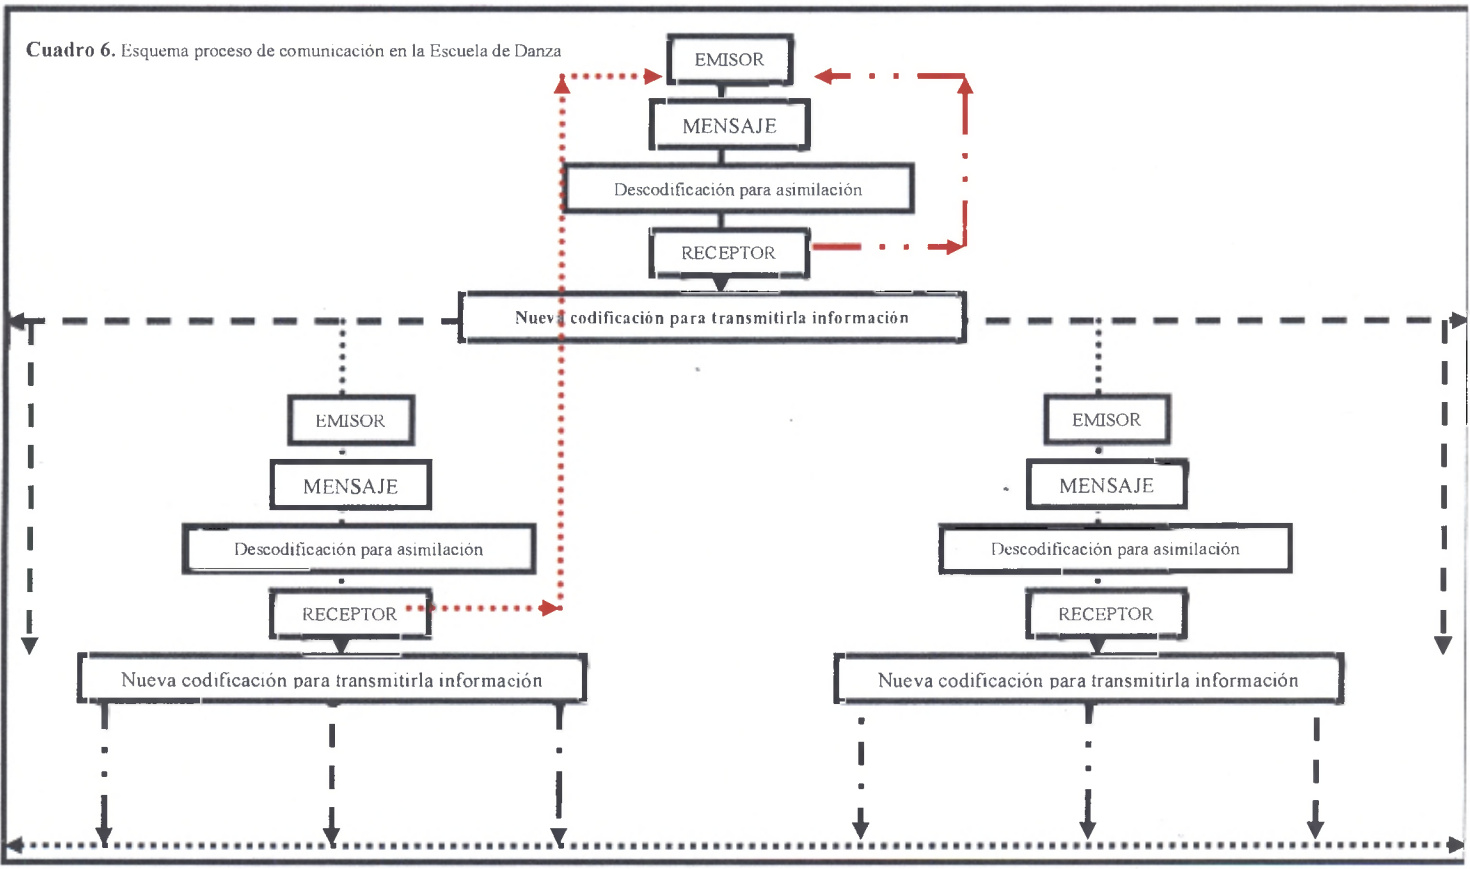 Cuadro 6. Esquema proceso de comunicación en la Escuela de Danza
EMISOR
MENSAJE
Descodificación para asimilación
RECEPTOR
Nueva codificación para transmitirla información
EMISOR
MENSAJE
Descodificación para asimilación
RECEPTOR
Nueva codificación para transmitirla información
EMISOR
MENSAJE
Descodificación para asimilación
RECEPTOR
Nueva codificación para transmitirla información